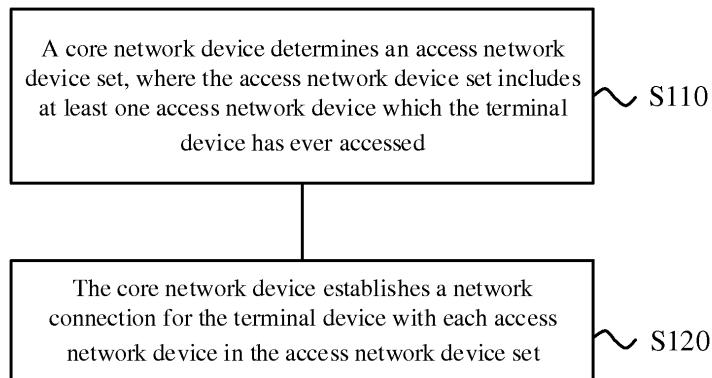 A core network device determines an access network
device set, where the access network device set includes
at least one access network device which the terminal
device has ever accessed
S110
The core network device establishes a network
connection for the terminal device with each access
network device in the access network device set
S120